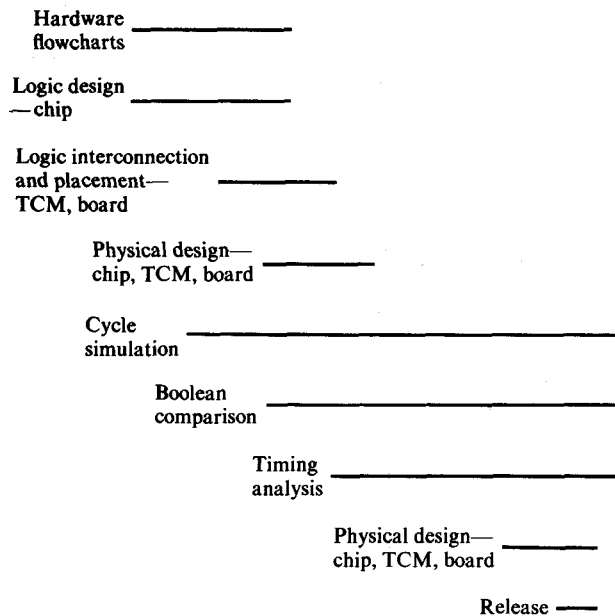 Hardware
flowcharts
Logic design
—chip
Logic interconnection
and placement—
TCM, board
Physical design—
chip, TCM, board
Cycle
simulation
Boolean
comparison
Timing
analysis
Physical design—
chip, TCM, board
Release